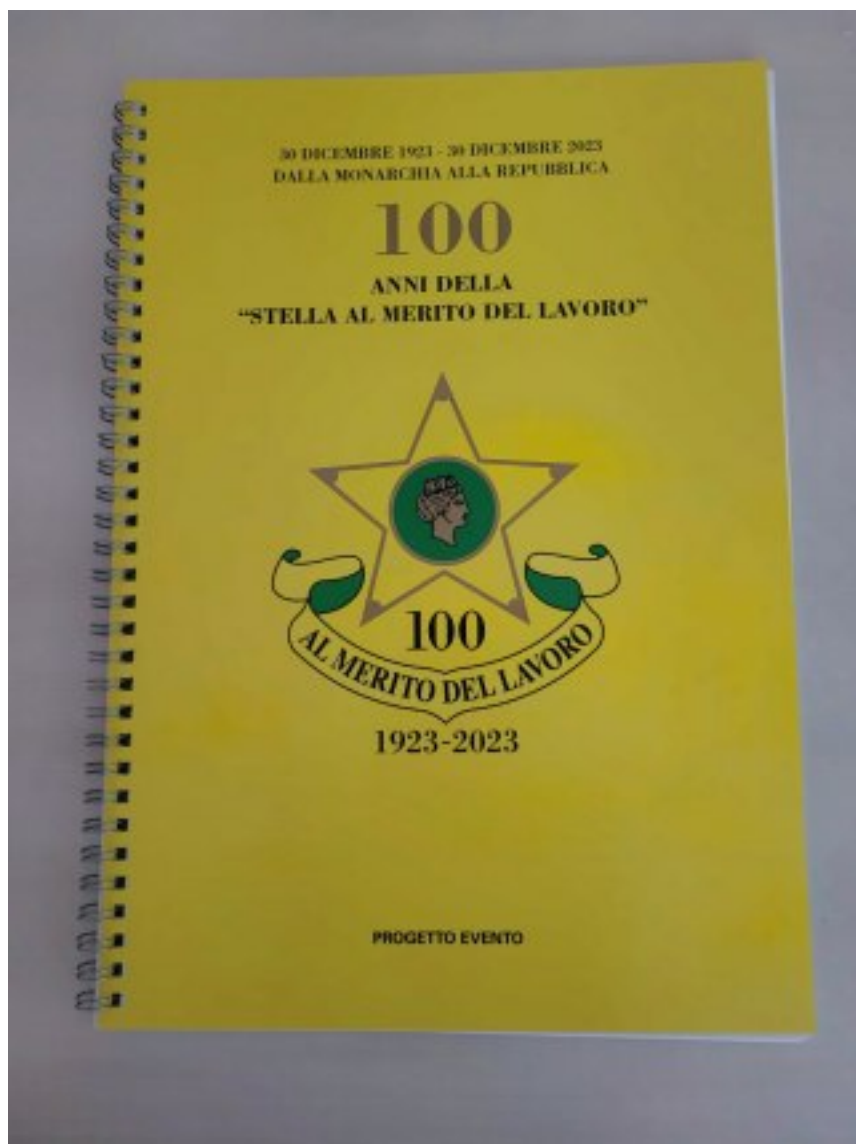 30 DICEMBRE 1923 - 30 DICEMBRE 2023
DALLA MONARCHIA ALLA REPUBBLICA
100
ANNI DELLA
“STELLA AL MERITO DEL LAVORO”
100
AL MERITO DEL LAVORO
1923-2023
PROGETTO EVENTO